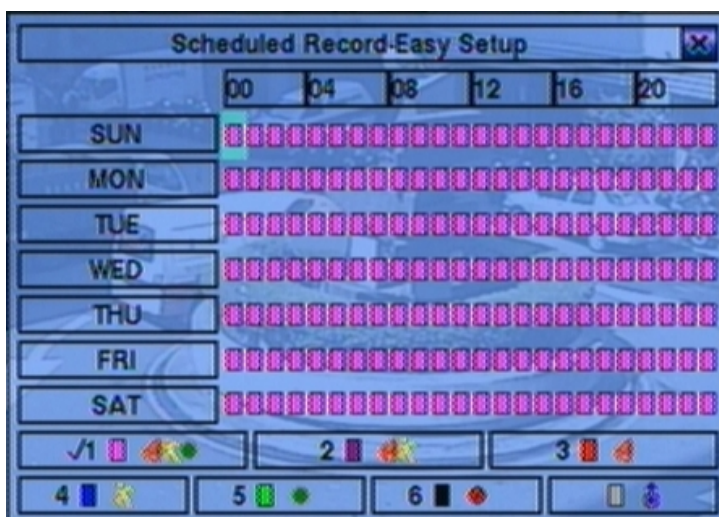 Scheduled Record-Easy Setup
00 04 08 12 16 20
SUN
MON
TUE
WED
THU
FRI
SAT
√1 2 3
4 5 6